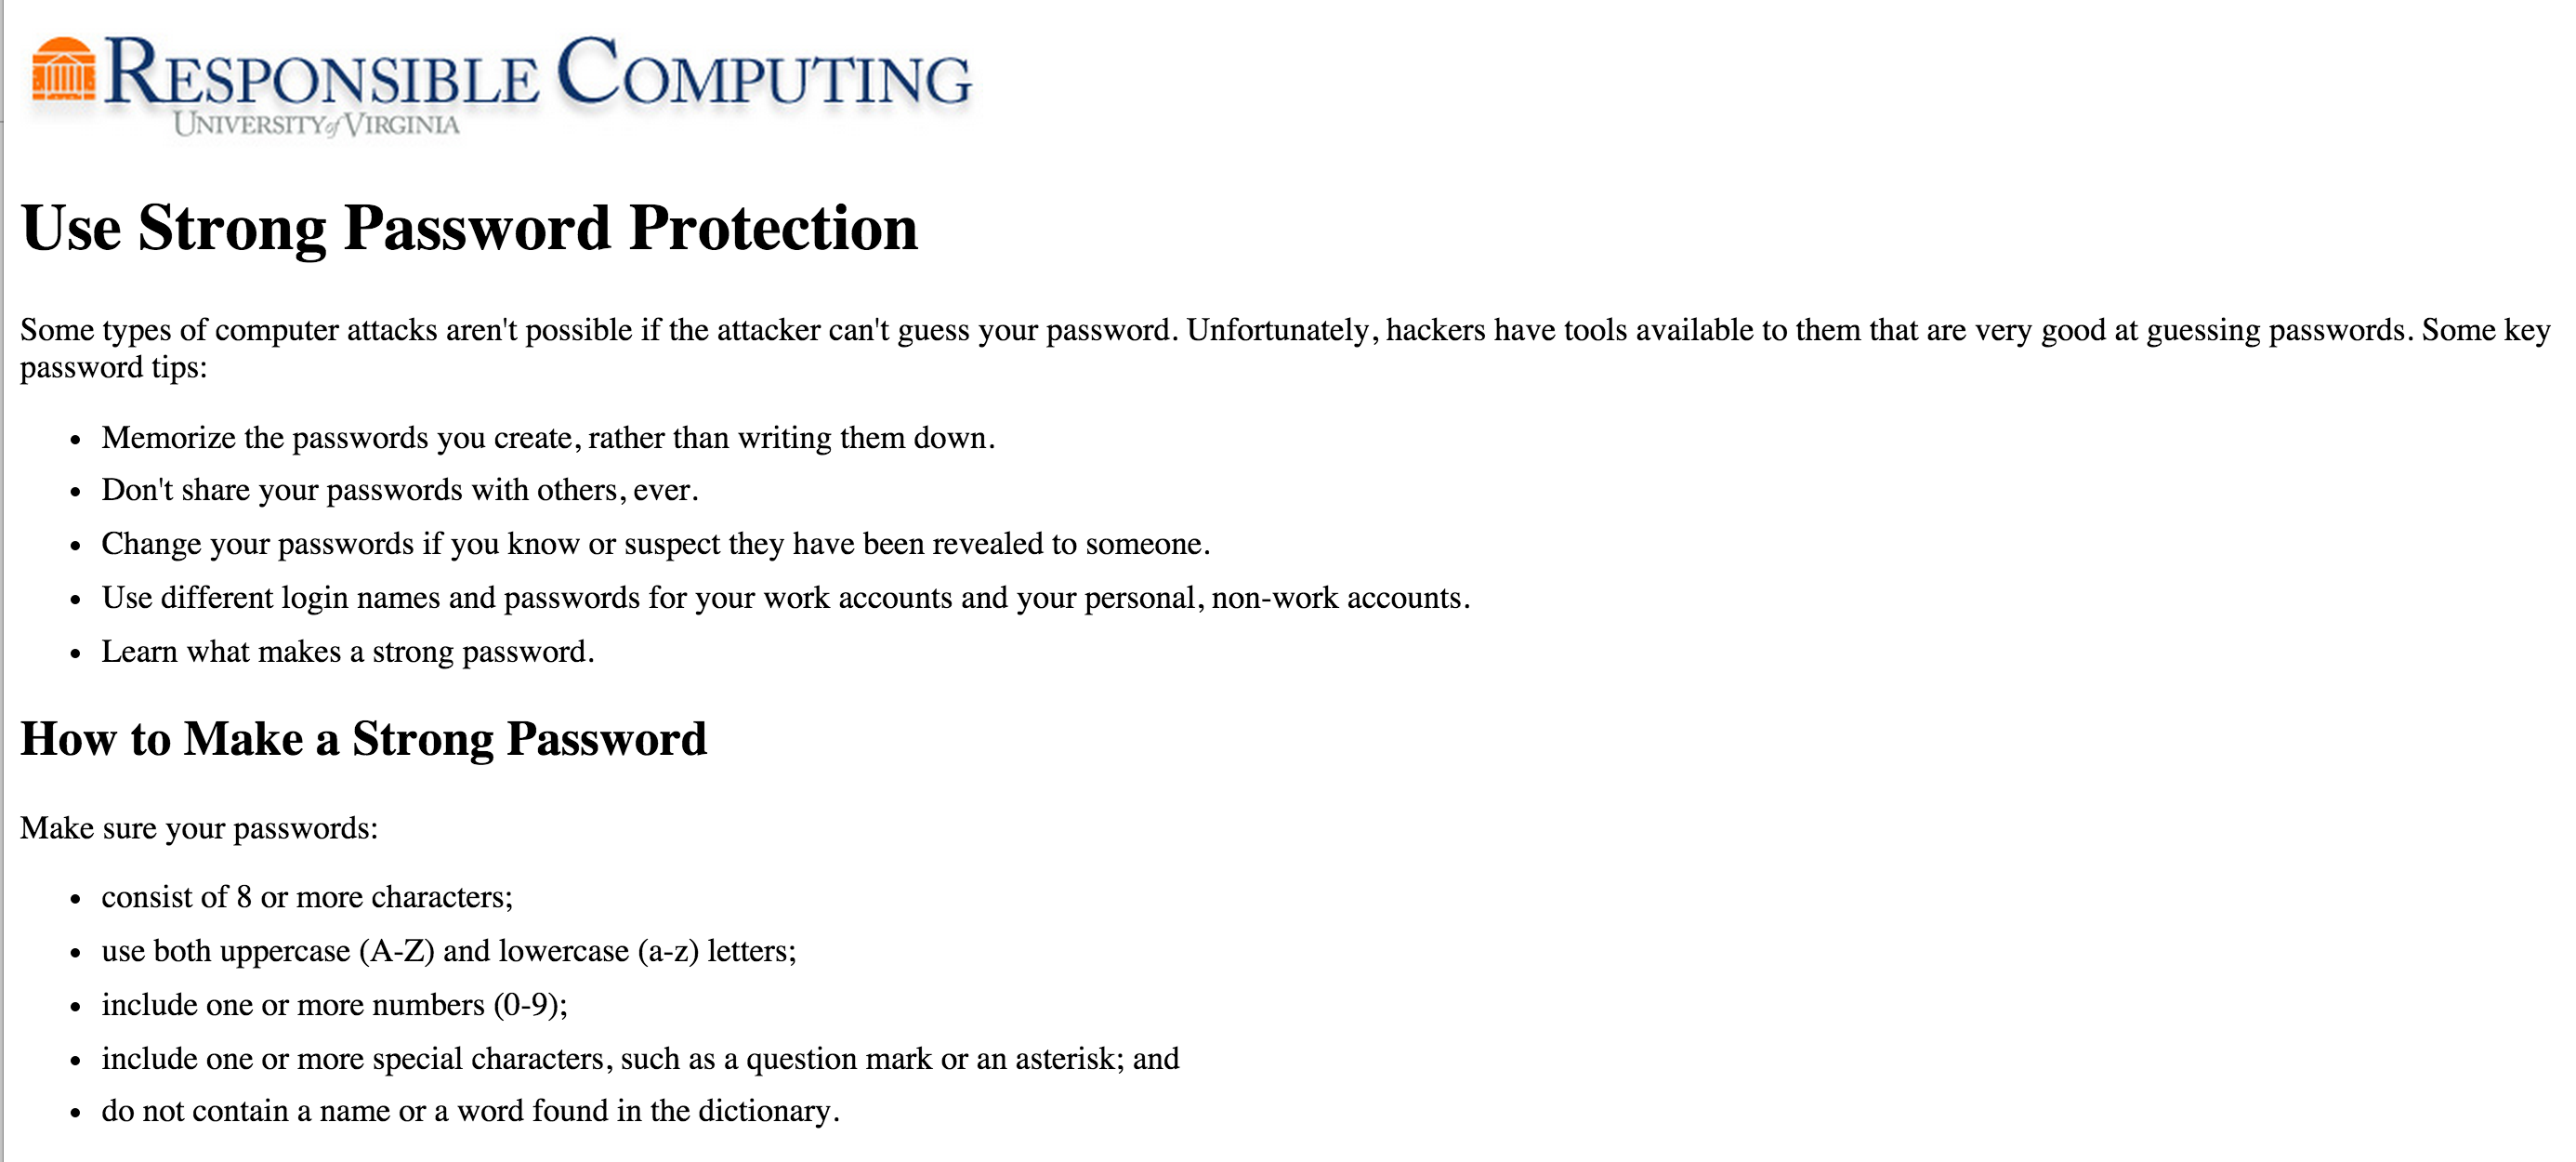 RESPONSIBLE COMPUTING
UNIVERSITY of VIRGINIA
Use Strong Password Protection
Some types of computer attacks aren't possible if the attacker can't guess your password. Unfortunately, hackers have tools available to them that are very good at guessing passwords. Some key
password tips:
• Memorize the passwords you create, rather than writing them down.
• Don't share your passwords with others, ever.
• Change your passwords if you know or suspect they have been revealed to someone.
• Use different login names and passwords for your work accounts and your personal, non-work accounts.
• Learn what makes a strong password.
How to Make a Strong Password
Make sure your passwords:
• consist of 8 or more characters;
• use both uppercase (A-Z) and lowercase (a-z) letters;
• include one or more numbers (0-9);
• include one or more special characters, such as a question mark or an asterisk; and
• do not contain a name or a word found in the dictionary.